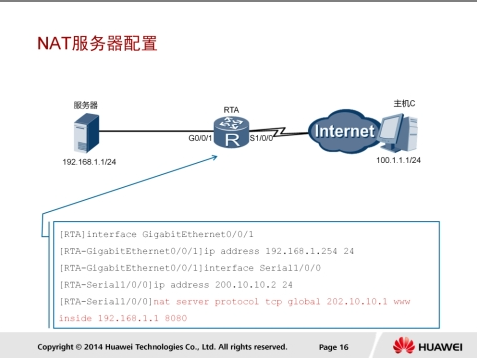 NAT服务器配置
服务器
RTA
主机C
G0/0/1
R
S1/0/0
Internet
192.168.1.1/24
100.1.1.1/24
[RTA]interface GigabitEthernet0/0/1
[RTA-GigabitEthernet0/0/1]ip address 192.168.1.254 24
[RTA-GigabitEthernet0/0/1]interface Serial1/0/0
[RTA-Serial1/0/0]ip address 200.10.10.2 24
[RTA-Serial1/0/0]nat server protocol tcp global 202.10.10.1 www
inside 192.168.1.1 8080
Copyright © 2014 Huawei Technologies Co., Ltd. All rights reserved.
Page 16
HUAWEI